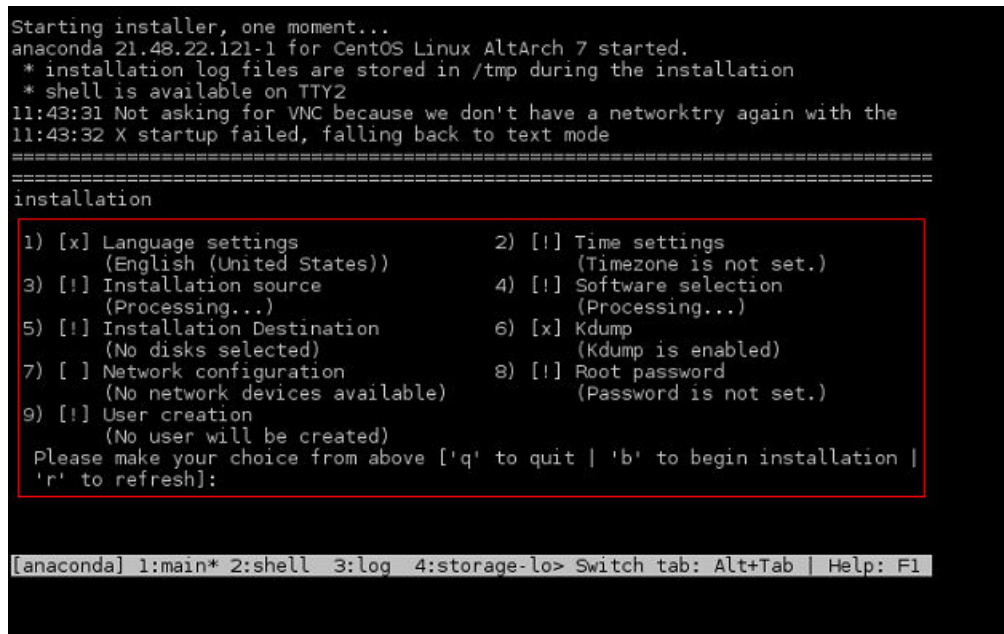 Starting installer, one moment...
anaconda 21.48.22.121-1 for CentOS Linux AltArch 7 started.
* installation log files are stored in /tmp during the installation
* shell is available on TTY2
11:43:31 Not asking for VNC because we don't have a networktry again with the
11:43:32 X startup failed, falling back to text mode
================================================================================
================================================================================
installation
1) [x] Language settings 2) [!] Time settings
(English (United States)) (Timezone is not set.)
3) [!] Installation source 4) [!] Software selection
(Processing...) (Processing...)
5) [!] Installation Destination 6) [x] Kdump
(No disks selected) (Kdump is enabled)
7) [ ] Network configuration 8) [!] Root password
(No network devices available) (Password is not set.)
9) [!] User creation
(No user will be created)
Please make your choice from above ['q' to quit | 'b' to begin installation |
'r' to refresh]:
[anaconda] 1:main* 2:shell 3:log 4:storage-lo> Switch tab: Alt+Tab | Help: F1